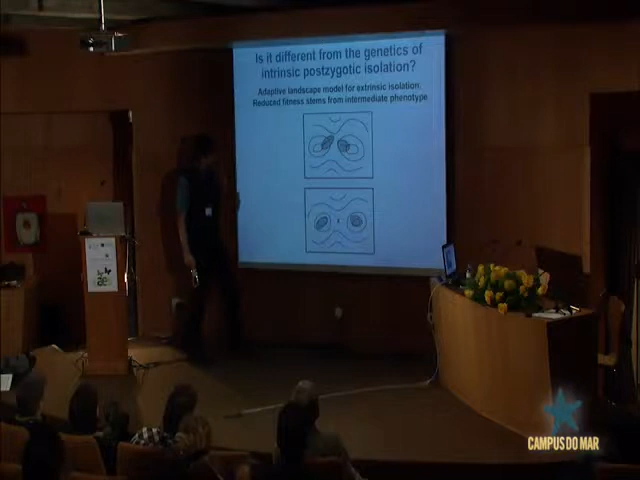 Is it different from the genetics of
intrinsic postzygotic isolation?
Adaptive landscape model for extrinsic isolation:
Reduced fitness stems from intermediate phenotype
CAMPUS DO MAR